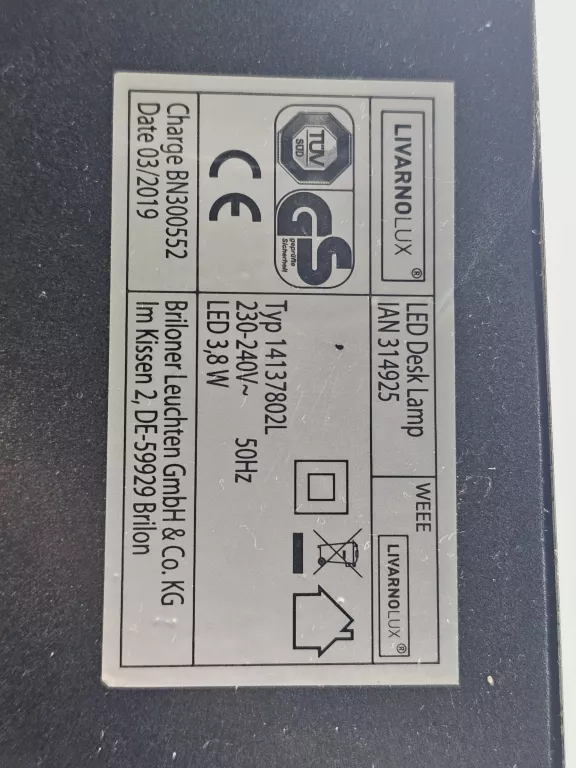 LIVARNOLUX®
LED Desk Lamp
IAN 314925
WEEE
LIVARNOLUX®
TÜV
SÜD
GS
geprüfte
Sicherheit
CE
Typ 14137802L
230-240V~ 50Hz
LED 3,8 W
Charge BN300552
Date 03/2019
Briloner Leuchten GmbH & Co. KG
Im Kissen 2, DE-59929 Brilon